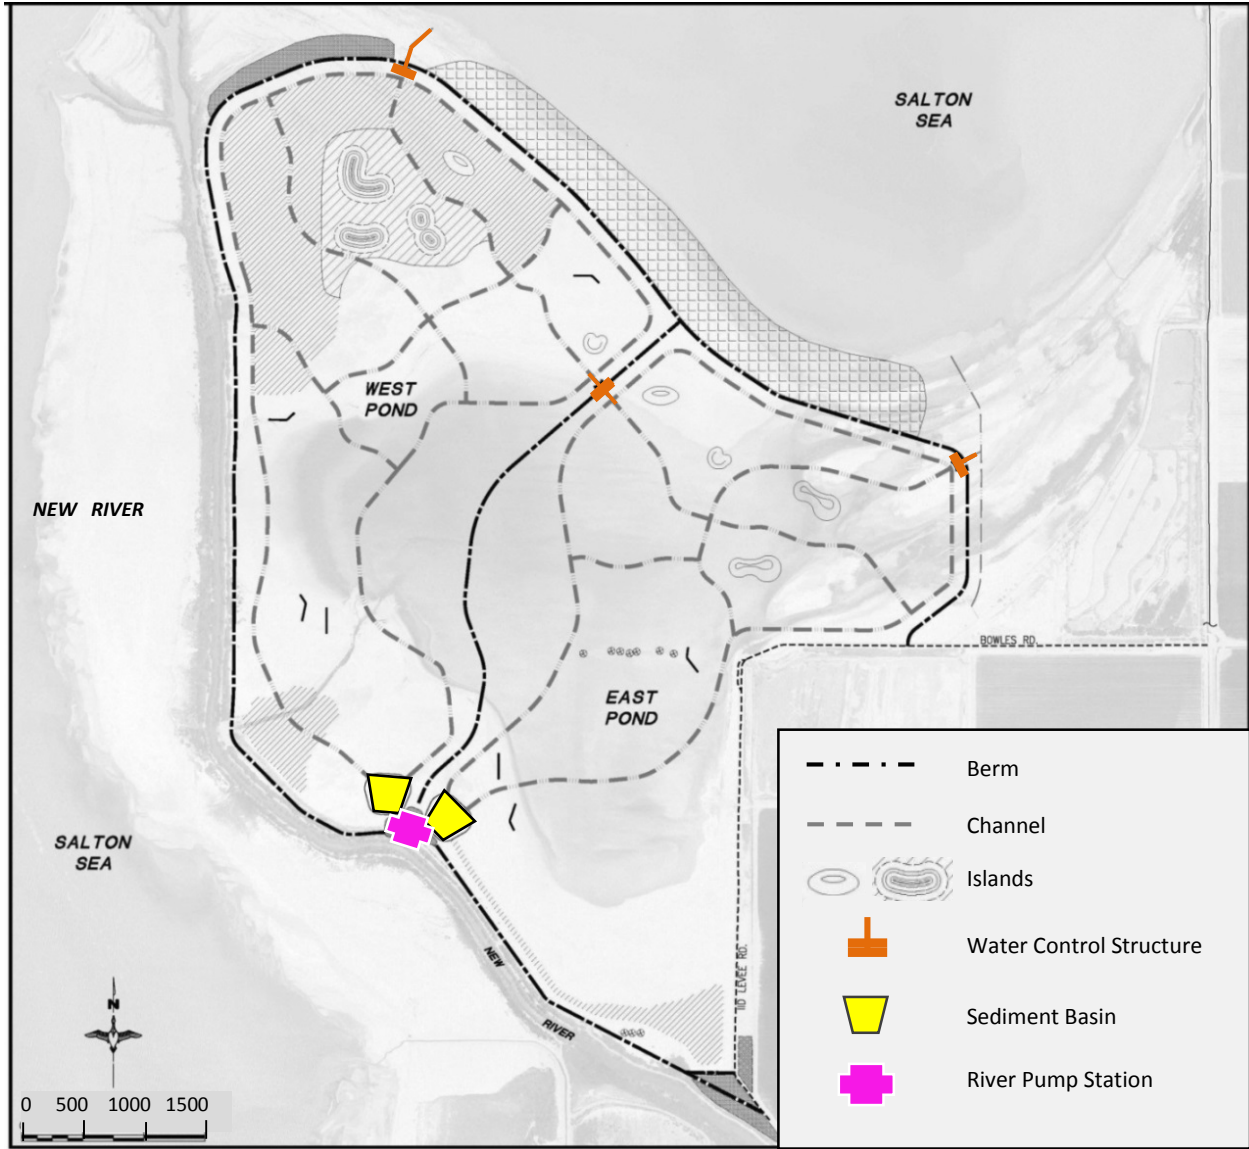 SALTON
SEA
WEST
POND
NEW RIVER
BOWLES RD.
EAST
POND
SALTON
SEA
NEW
RIVER
IID LEVEE RD.
N
0 500 1000 1500
Berm
Channel
Islands
Water Control Structure
Sediment Basin
River Pump Station